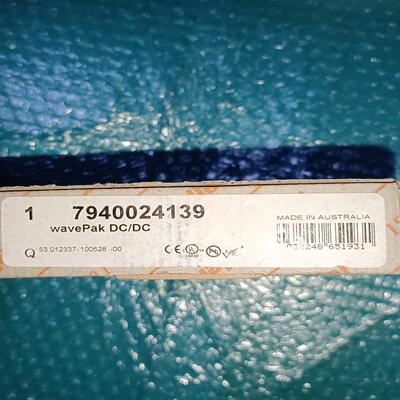 1 7940024139
wavePak DC/DC
MADE IN AUSTRALIA
Q 53 012337-100528 -00